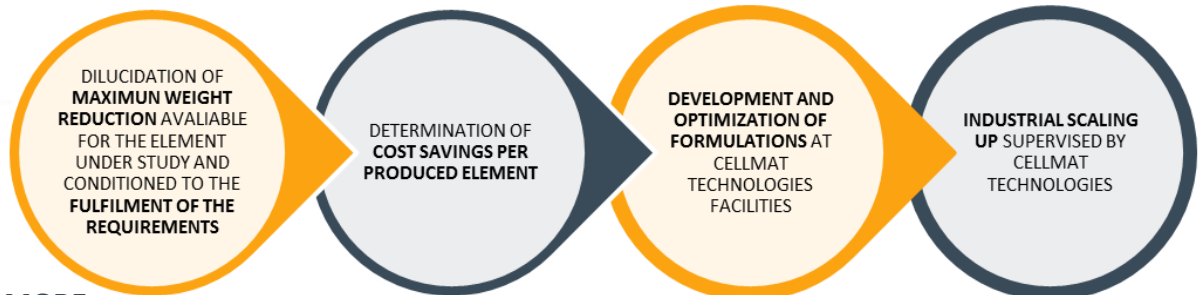 DILUCIDATION OF
MAXIMUN WEIGHT
REDUCTION AVALIABLE
FOR THE ELEMENT
UNDER STUDY AND
CONDITIONED TO THE
FULFILMENT OF THE
REQUIREMENTS
DETERMINATION OF
COST SAVINGS PER
PRODUCED ELEMENT
DEVELOPMENT AND
OPTIMIZATION OF
FORMULATIONS AT
CELLMAT
TECHNOLOGIES
FACILITIES
INDUSTRIAL SCALING
UP SUPERVISED BY
CELLMAT
TECHNOLOGIES